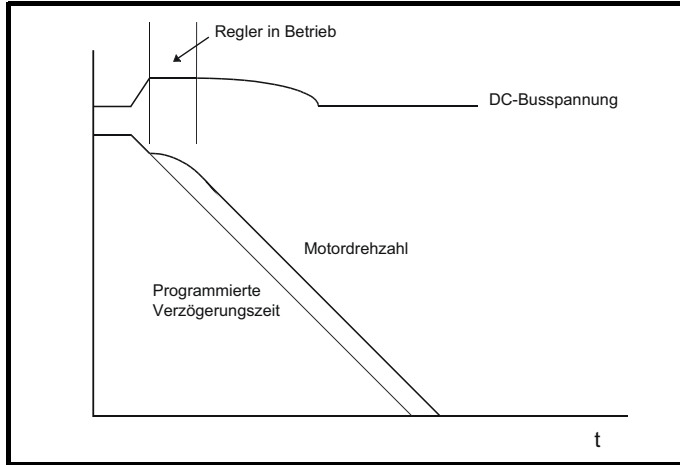 Regler in Betrieb
DC-Busspannung
Motordrehzahl
Programmierte
Verzögerungszeit
t